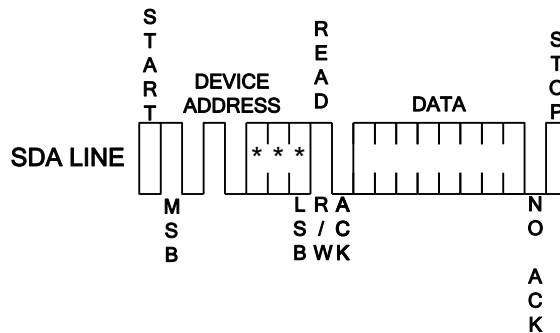 START
READ
STOP
DEVICE
ADDRESS
DATA
SDA LINE
* * *
MSB
LSB
R/W
ACK
NO ACK